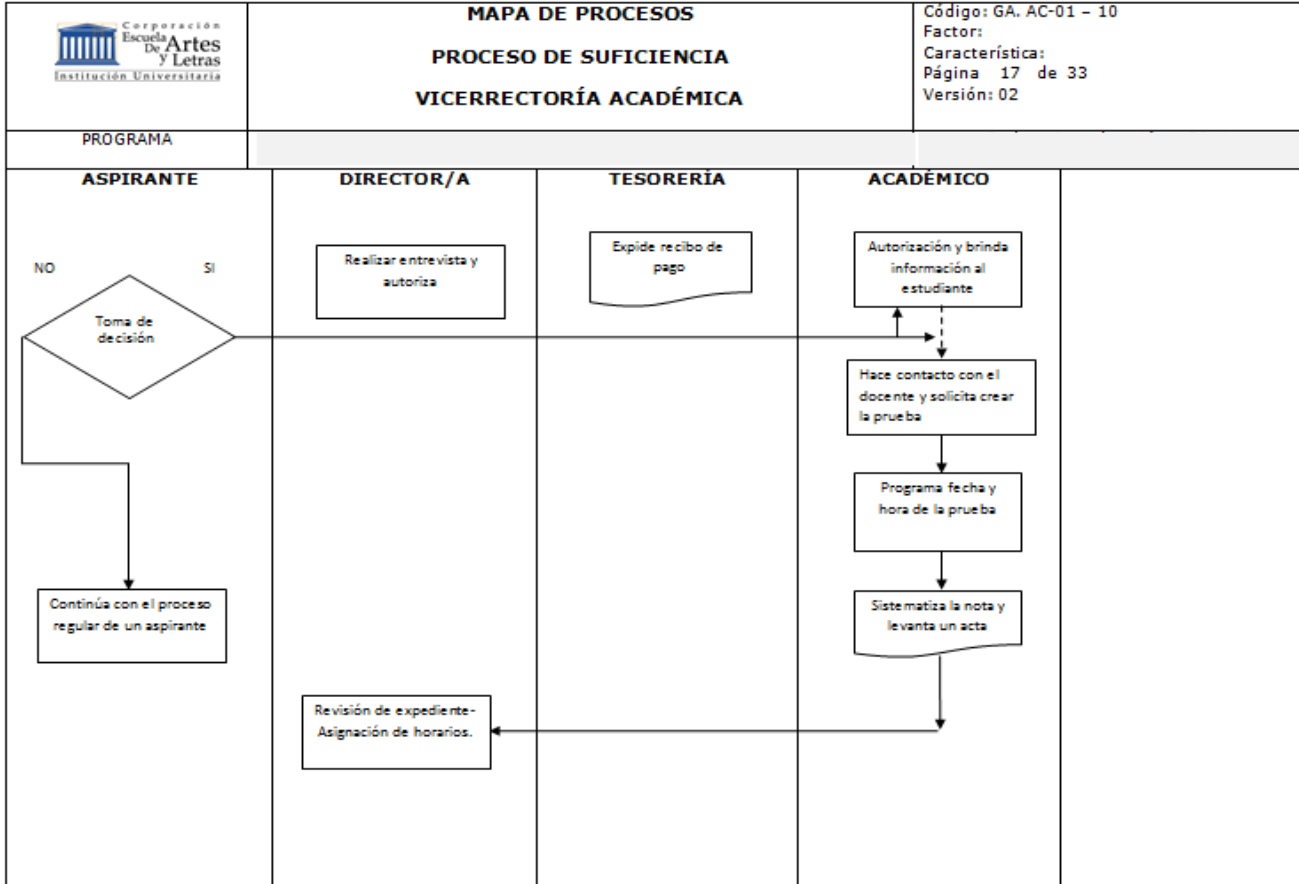 Corporación
Escuela
De Artes
y Letras
Institución Universitaria
MAPA DE PROCESOS
PROCESO DE SUFICIENCIA
VICERRECTORÍA ACADÉMICA
Código: GA. AC-01 – 10
Factor:
Característica:
Página 17 de 33
Versión: 02
PROGRAMA
ASPIRANTE
DIRECTOR/A
TESORERÍA
ACADÉMICO
NO
SI
Toma de
decisión
Realizar entrevista y
autoriza
Expide recibo de
pago
Autorización y brinda
información al
estudiante
Hace contacto con el
docente y solicita crear
la prueba
Programa fecha y
hora de la prueba
Continúa con el proceso
regular de un aspirante
Sistematiza la nota y
levanta un acta
Revisión de expediente-
Asignación de horarios.